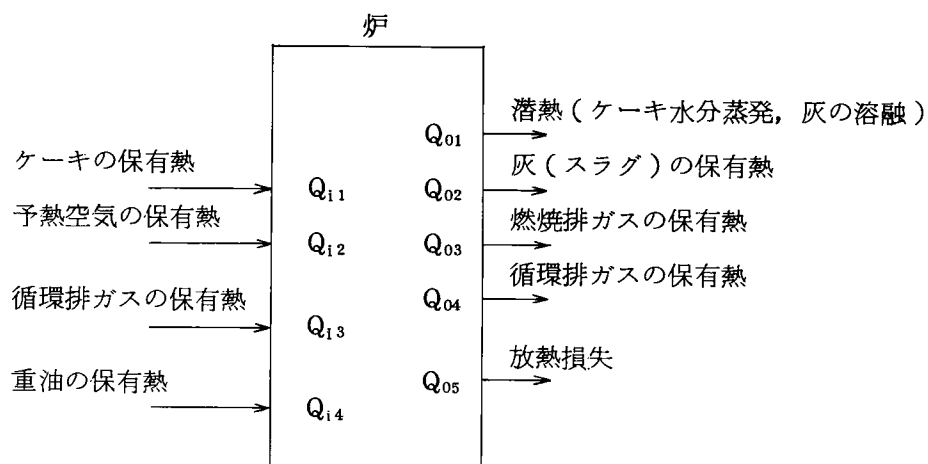 炉
潜熱(ケーキ水分蒸発,灰の溶融)
Q01
ケーキの保有熱
灰(スラグ)の保有熱
Qi1
Q02
予熱空気の保有熱
燃焼排ガスの保有熱
Qi2
Q03
循環排ガスの保有熱
循環排ガスの保有熱
Qi3
Q04
重油の保有熱
放熱損失
Qi4
Q05